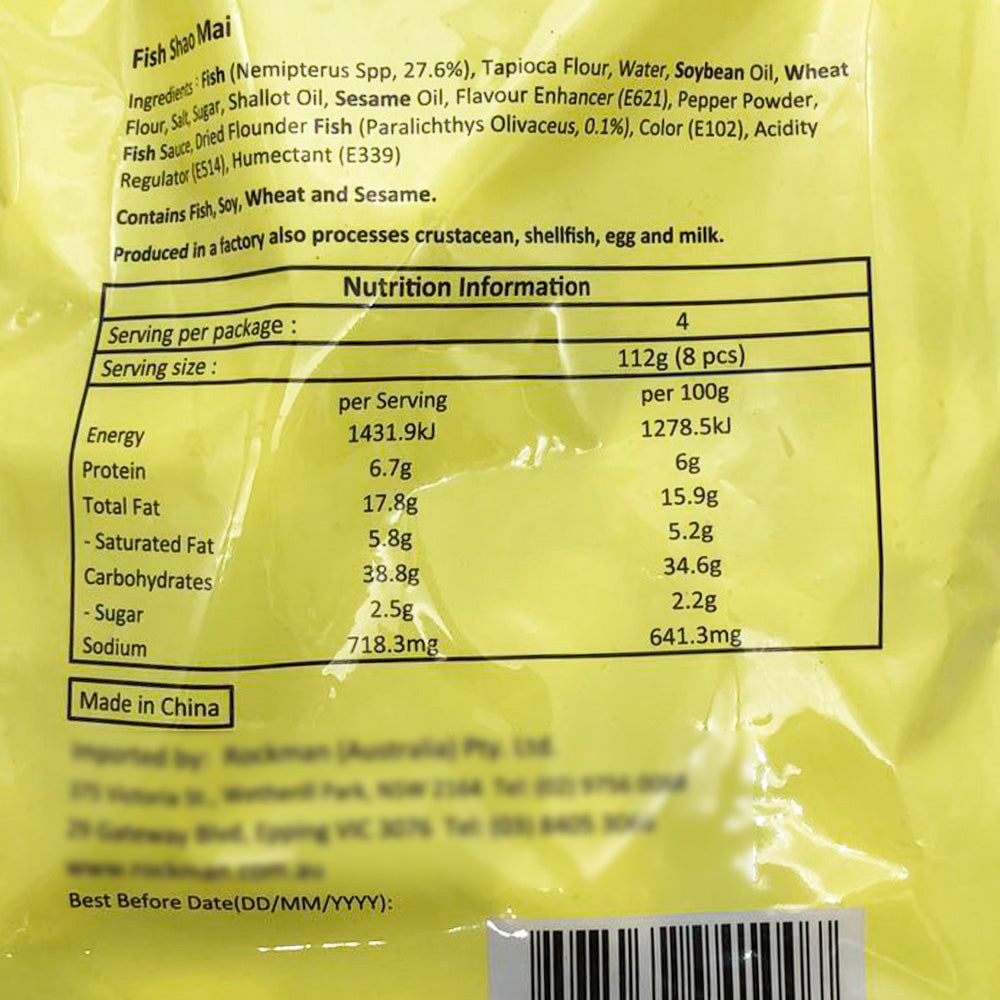 Fish Shao Mai
Ingredients : Fish (Nemipterus Spp, 27.6%), Tapioca Flour, Water, Soybean Oil, Wheat
Flour, Salt, Sugar, Shallot Oil, Sesame Oil, Flavour Enhancer (E621), Pepper Powder,
Fish Sauce, Dried Flounder Fish (Paralichthys Olivaceus, 0.1%), Color (E102), Acidity
Regulator (E514), Humectant (E339)
Contains Fish, Soy, Wheat and Sesame.
Produced in a factory also processes crustacean, shellfish, egg and milk.
Nutrition Information
Serving per package : 4
Serving size : 112g (8 pcs)
per Serving per 100g
Energy 1431.9kJ 1278.5kJ
Protein 6.7g 6g
Total Fat 17.8g 15.9g
- Saturated Fat 5.8g 5.2g
Carbohydrates 38.8g 34.6g
- Sugar 2.5g 2.2g
Sodium 718.3mg 641.3mg
Made in China
Best Before Date(DD/MM/YYYY):